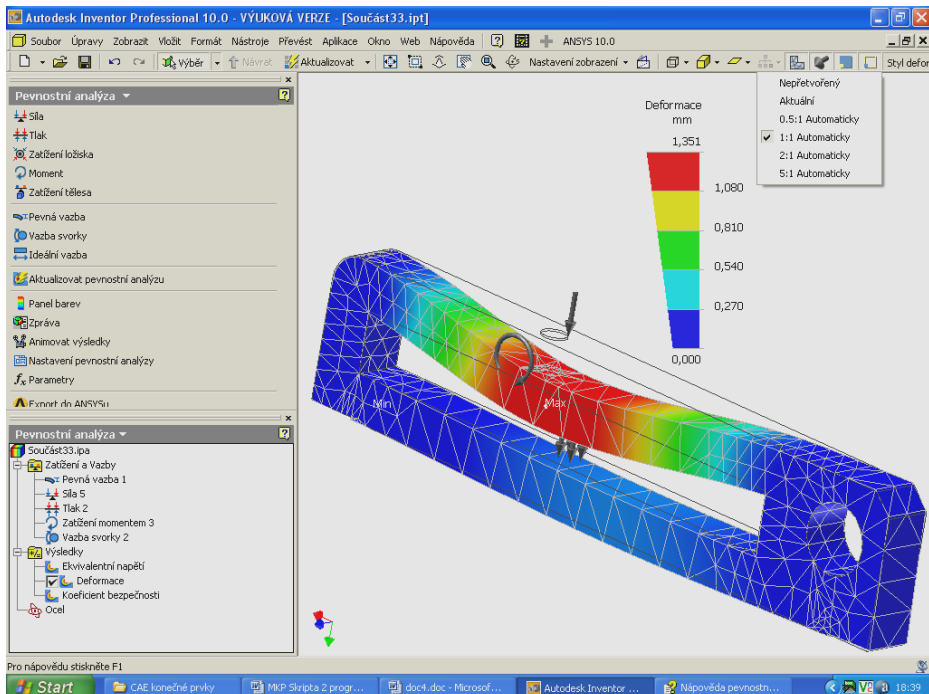 Autodesk Inventor Professional 10.0 - VÝUKOVÁ VERZE - [Součást33.ipt]
Soubor Úpravy Zobrazit Vložit Formát Nástroje Převést Aplikace Okno Web Nápověda ANSYS 10.0
Výběr Návrat Aktualizovat Nastavení zobrazení Styl defor
Nepřetvořený
Aktuální
0.5:1 Automaticky
1:1 Automaticky
2:1 Automaticky
5:1 Automaticky
Pevnostní analýza
Síla
Tlak
Zatížení ložiska
Moment
Zatížení tělesa
Pevná vazba
Vazba svorky
Ideální vazba
Aktualizovat pevnostní analýzu
Panel barev
Zpráva
Animovat výsledky
Nastavení pevnostní analýzy
fx Parametry
Export do ANSYSu
Deformace
mm
1,351
1,080
0,810
0,540
0,270
0,000
Min
Max
Pevnostní analýza
Součást33.ipa
Zatížení a Vazby
Pevná vazba 1
Síla 5
Tlak 2
Zatížení momentem 3
Vazba svorky 2
Výsledky
Ekvivalentní napětí
Deformace
Koeficient bezpečnosti
Ocel
Pro nápovědu stiskněte F1
Start CAE konečné prvky MKP Skripta 2 progr... doc4.doc - Microsof... Autodesk Inventor ... Nápověda pevnostn... 18:39